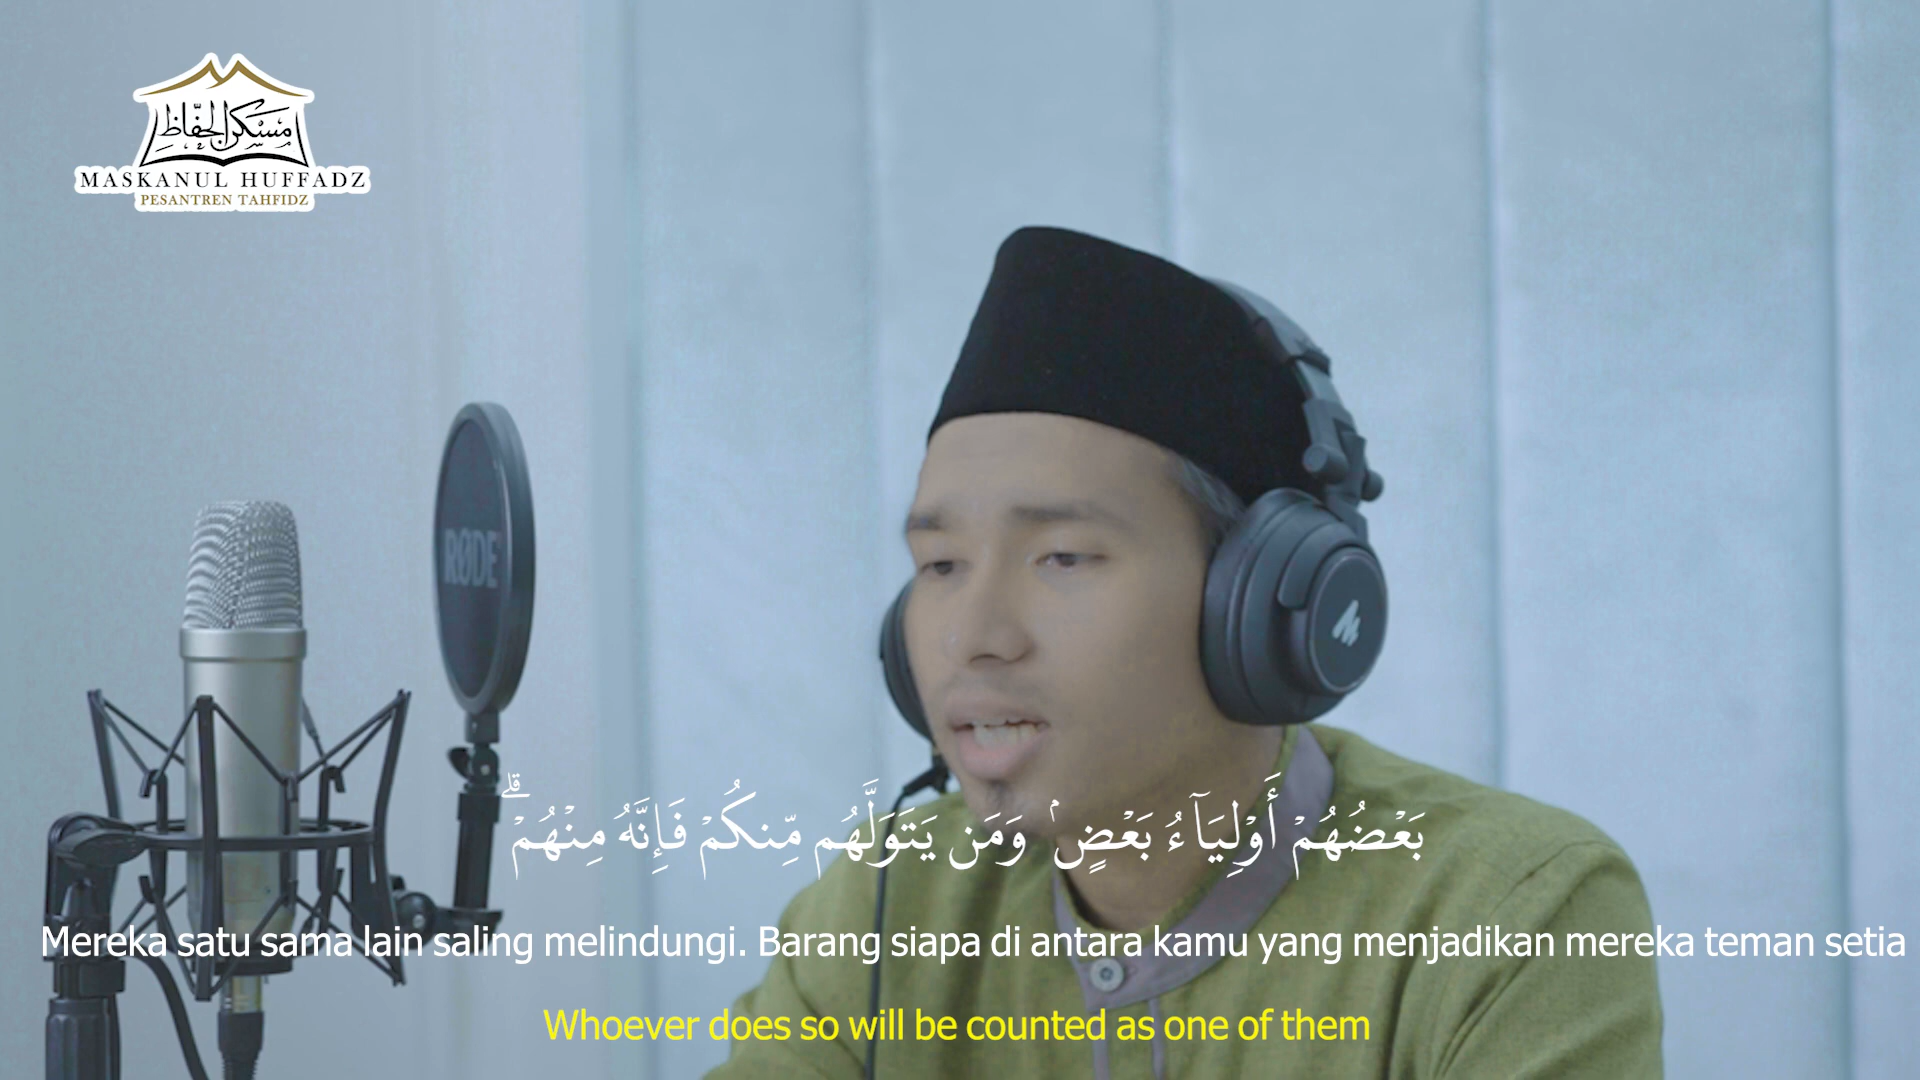 مسكن الحفاظ
MASKANUL HUFFADZ
PESANTREN TAHFIDZ
RØDE
بَعْضُهُمْ أَوْلِيَآءُ بَعْضٍۢ ۚ وَمَن يَتَوَلَّهُم مِّنكُمْ فَإِنَّهُۥ مِنْهُمْ ۗ
Mereka satu sama lain saling melindungi. Barang siapa di antara kamu yang menjadikan mereka teman setia
Whoever does so will be counted as one of them